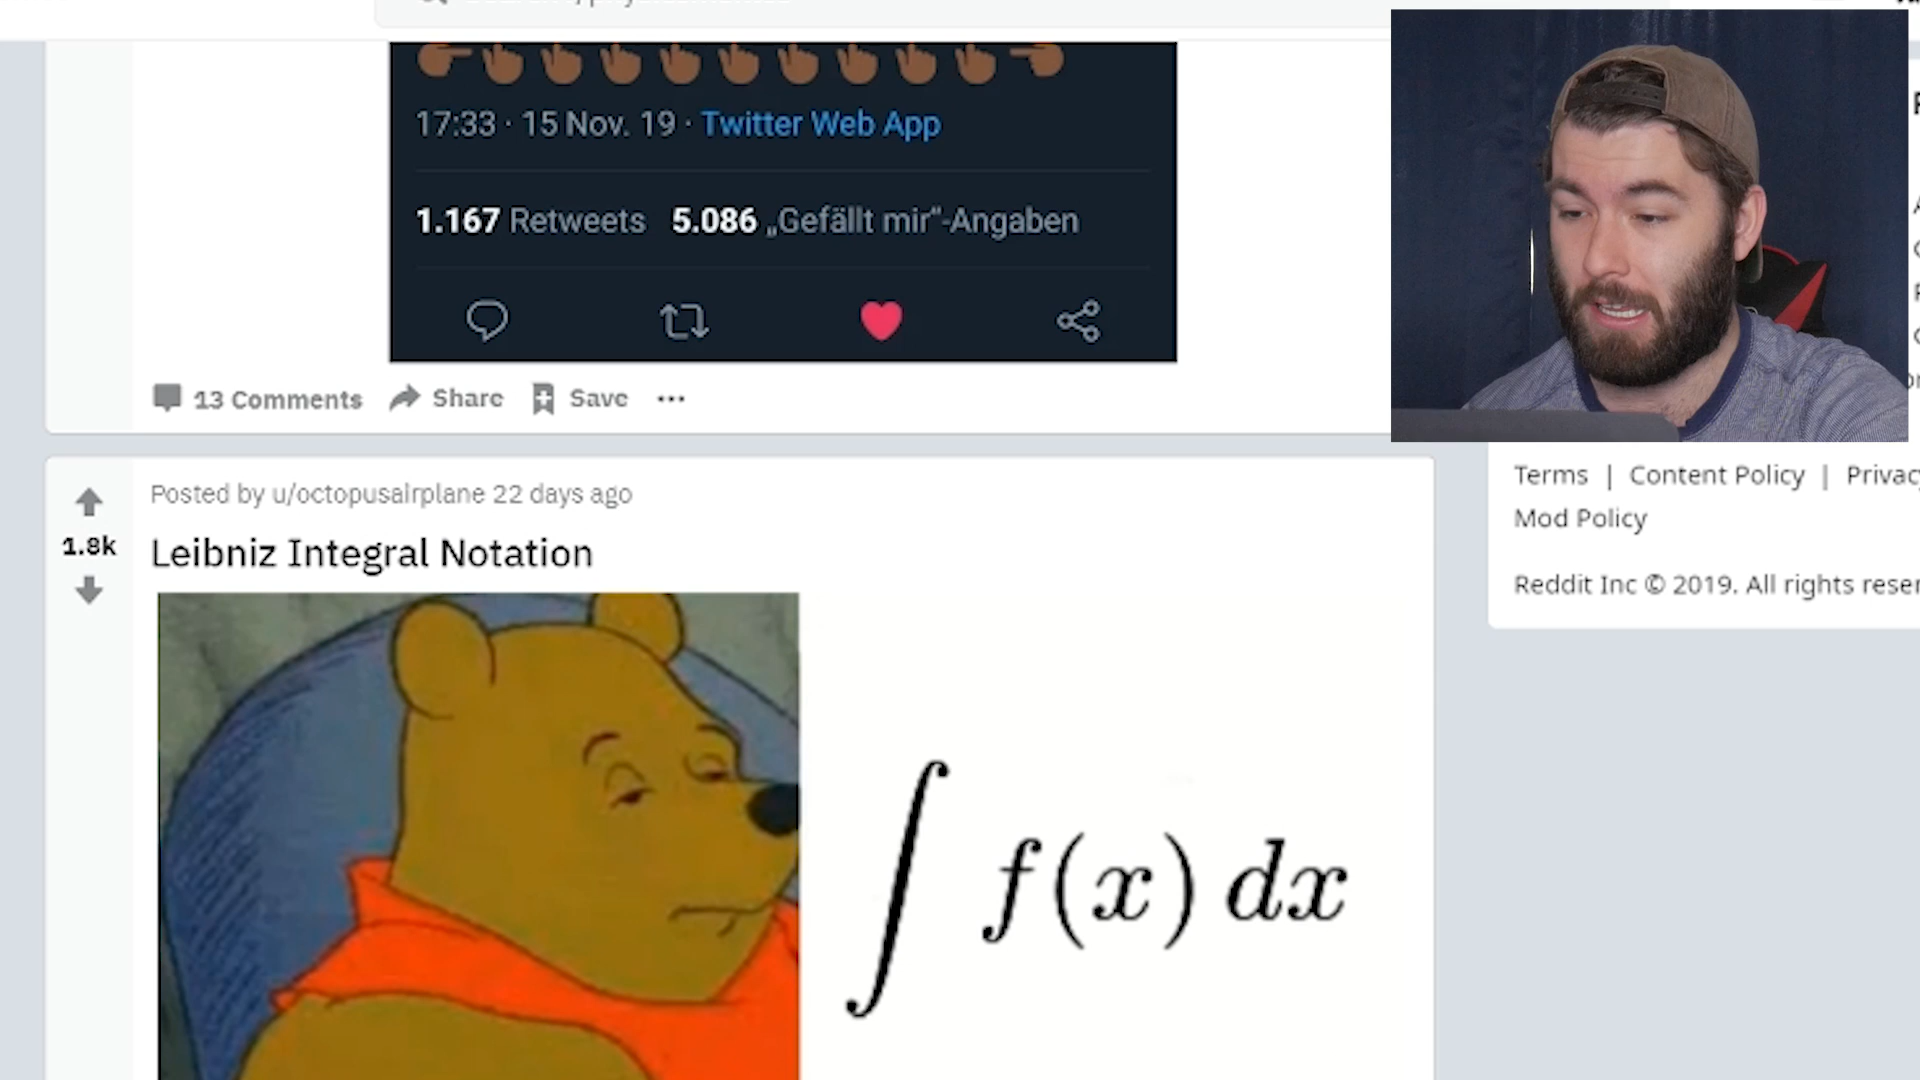 17:33 · 15 Nov. 19 · Twitter Web App
1.167 Retweets 5.086 „Gefällt mir“-Angaben
13 Comments Share Save ...
Posted by u/octopusairplane 22 days ago
1.8k
Leibniz Integral Notation
∫ f(x) dx
Terms | Content Policy | Privacy
Mod Policy
Reddit Inc © 2019. All rights